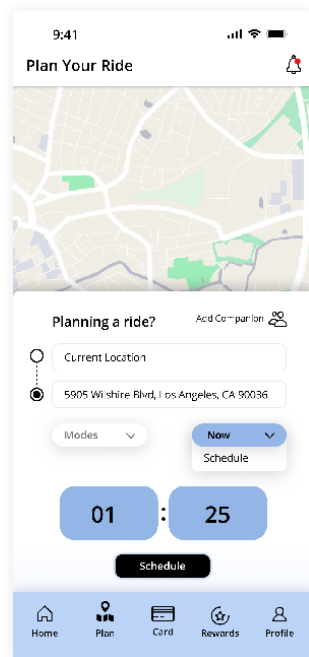 9:41
Plan Your Ride
Planning a ride?
Add Companion
Current Location
5905 Wilshire Blvd, Los Angeles, CA 90036
Modes
Now
Schedule
01 : 25
Schedule
Home
Plan
Card
Rewards
Profile